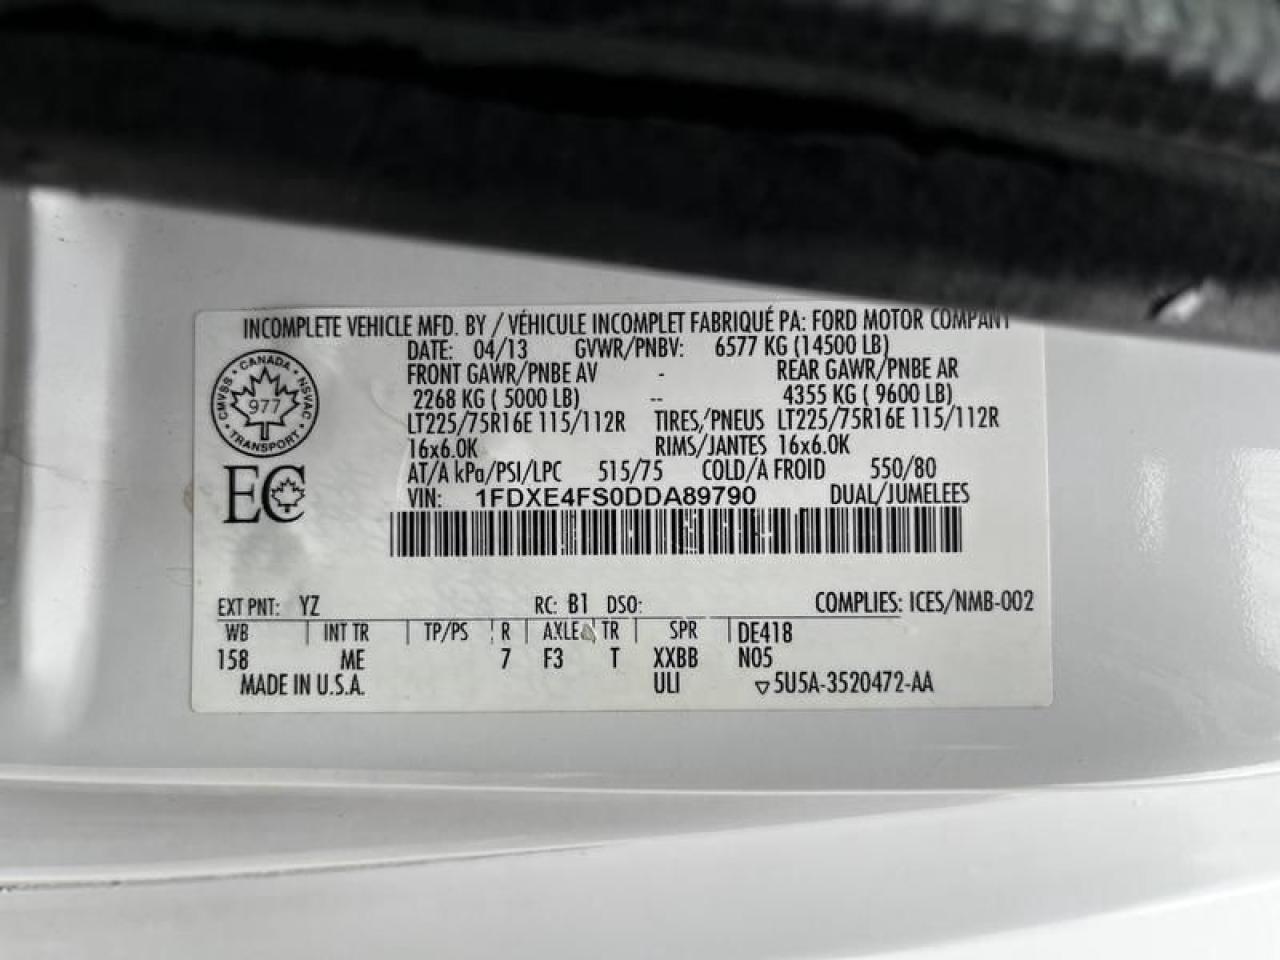 INCOMPLETE VEHICLE MFD. BY / VÉHICULE INCOMPLET FABRIQUÉ PA: FORD MOTOR COMPANY
DATE: 04/13 GVWR/PNBV: 6577 KG (14500 LB)
FRONT GAWR/PNBE AV - REAR GAWR/PNBE AR
2268 KG ( 5000 LB) -- 4355 KG ( 9600 LB)
LT225/75R16E 115/112R TIRES/PNEUS LT225/75R16E 115/112R
16x6.0K RIMS/JANTES 16x6.0K
AT/A kPa/PSI/LPC 515/75 COLD/A FROID 550/80
VIN: 1FDXE4FS0DDA89790 DUAL/JUMELEES
CANADA
CMVSS 977 NSVAC
TRANSPORT
EC
EXT PNT: YZ RC: B1 DSO: COMPLIES: ICES/NMB-002
WB | INT TR | TP/PS | R | AXLE | TR | SPR | DE418
158 ME 7 F3 T XXBB N05
MADE IN U.S.A. ULI ▽5U5A-3520472-AA